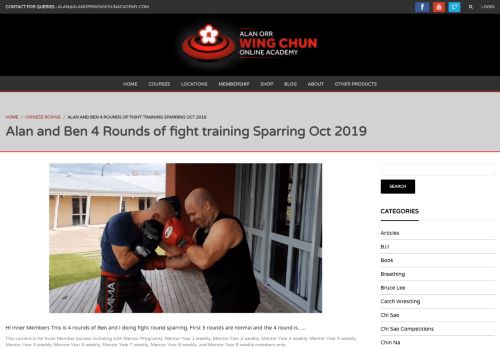 CONTACT FOR QUERIES : ALAN@ALANORRWINGCHUNACADEMY.COM
LOGIN
ALAN ORR
WING CHUN
ONLINE ACADEMY
HOME COURSES LOCATIONS MEMBERSHIP SHOP BLOG ABOUT OTHER PRODUCTS
HOME / CHINESE BOXING / ALAN AND BEN 4 ROUNDS OF FIGHT TRAINING SPARRING OCT 2019
Alan and Ben 4 Rounds of fight training Sparring Oct 2019
MMA
SEARCH
CATEGORIES
Articles
BJJ
Book
Breathing
Bruce Lee
Catch Wrestling
Chi Sao
Chi Sao Competitions
Chin Na
Hi Inner Members This is 4 rounds of Ben and I doing fight round sparring. First 3 rounds are normal and the 4 round is......
This content is for Inner Member (access including with Mentor Programs), Mentor Year 1 weekly, Mentor Year 2 weekly, Mentor Year 3 weekly, Mentor Year 4 weekly,
Mentor Year 5 weekly, Mentor Year 6 weekly, Mentor Year 7 weekly, Mentor Year 8 weekly, and Mentor Year 9 weekly members only.